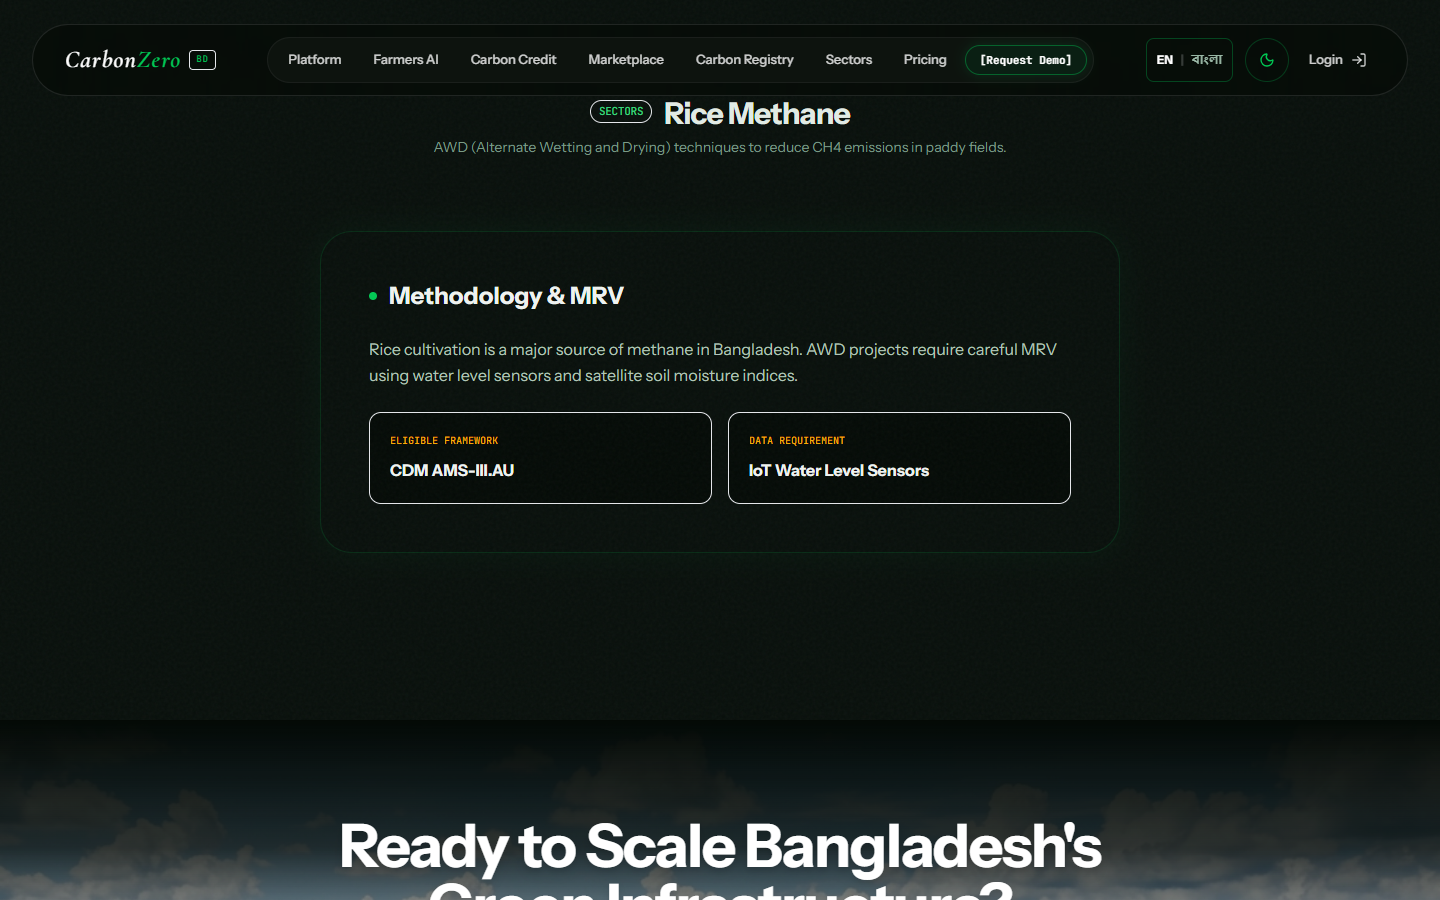 CarbonZero BD
Platform Farmers AI Carbon Credit Marketplace Carbon Registry Sectors Pricing [Request Demo]
EN | বাংলা
Login
SECTORS Rice Methane
AWD (Alternate Wetting and Drying) techniques to reduce CH4 emissions in paddy fields.
Methodology & MRV
Rice cultivation is a major source of methane in Bangladesh. AWD projects require careful MRV
using water level sensors and satellite soil moisture indices.
ELIGIBLE FRAMEWORK
CDM AMS-III.AU
DATA REQUIREMENT
IoT Water Level Sensors
Ready to Scale Bangladesh's
Green Infrastructure?